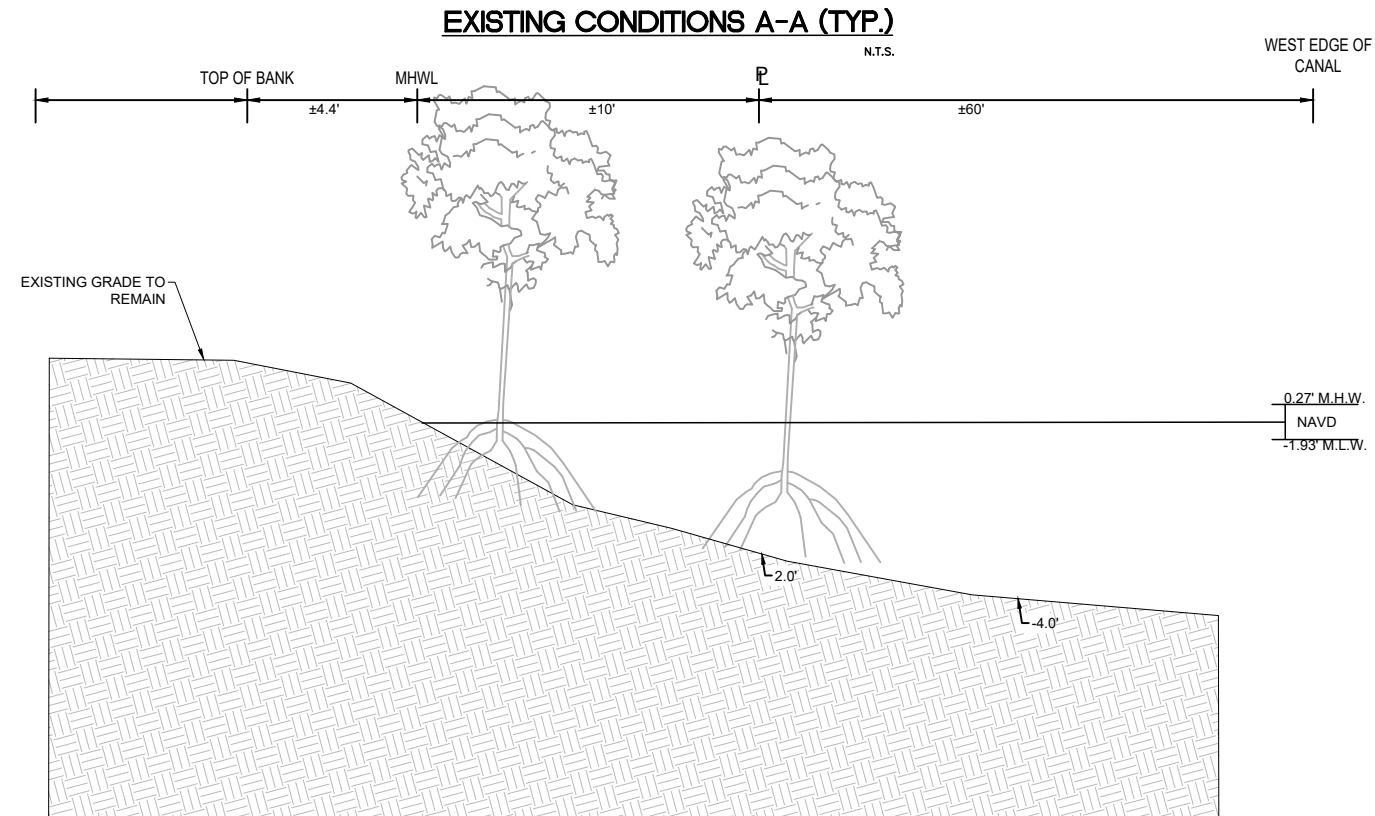 EXISTING CONDITIONS A-A (TYP.)
N.T.S.
WEST EDGE OF
CANAL
TOP OF BANK
MHWL
PL
±4.4'
±10'
±60'
EXISTING GRADE TO
REMAIN
0.27' M.H.W.
NAVD
-1.93' M.L.W.
2.0'
-4.0'